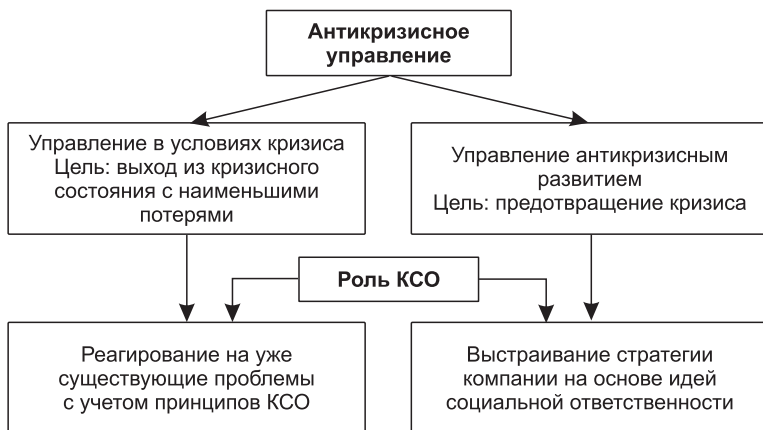 Антикризисное
управление
Управление в условиях кризиса
Цель: выход из кризисного
состояния с наименьшими
потерями
Управление антикризисным
развитием
Цель: предотвращение кризиса
Роль КСО
Реагирование на уже
существующие проблемы
с учетом принципов КСО
Выстраивание стратегии
компании на основе идей
социальной ответственности